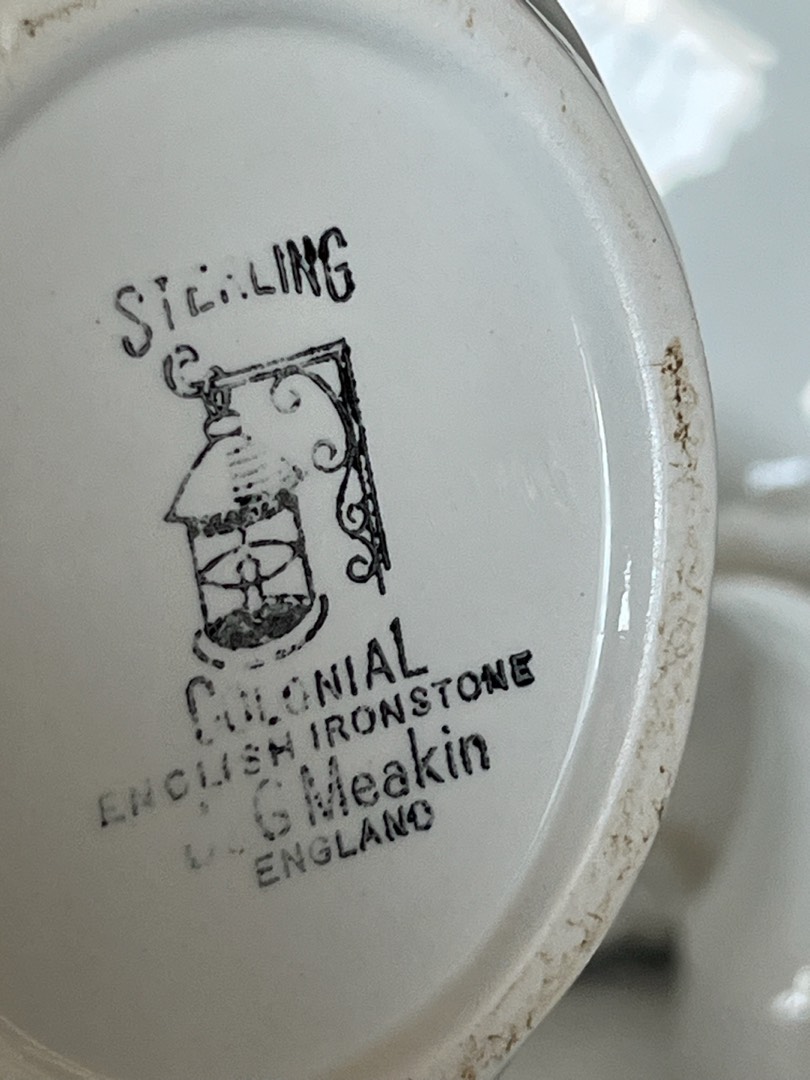 STERLING
COLONIAL
ENGLISH IRONSTONE
J. & G Meakin
ENGLAND